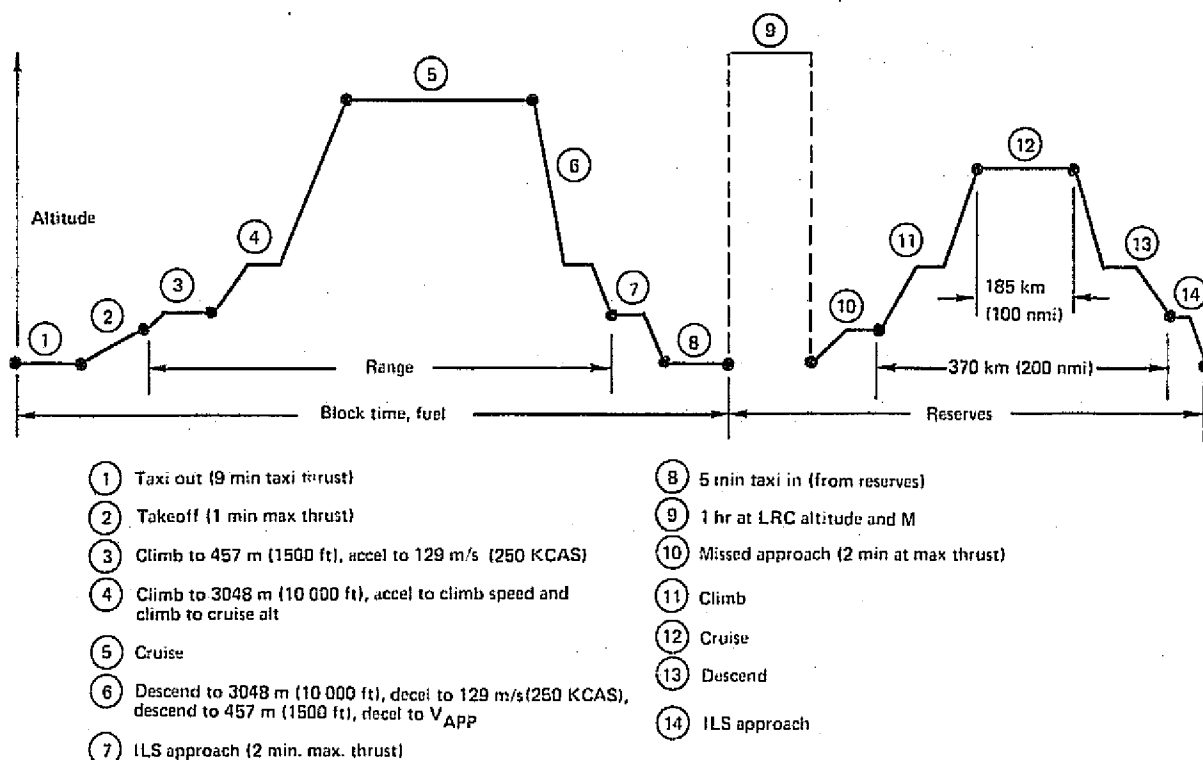 9
5
12
6
Altitude
4
11
13
3
185 km
(100 nmi)
14
2
10
1
8
7
Range
370 km (200 nmi)
Block time, fuel
Reserves
1 Taxi out (9 min taxi thrust)
2 Takeoff (1 min max thrust)
3 Climb to 457 m (1500 ft), accel to 129 m/s (250 KCAS)
4 Climb to 3048 m (10 000 ft), accel to climb speed and
climb to cruise alt
5 Cruise
6 Descend to 3048 m (10 000 ft), decel to 129 m/s(250 KCAS),
descend to 457 m (1500 ft), decel to VAPP
7 ILS approach (2 min. max. thrust)
8 5 min taxi in (from reserves)
9 1 hr at LRC altitude and M
10 Missed approach (2 min at max thrust)
11 Climb
12 Cruise
13 Descend
14 ILS approach